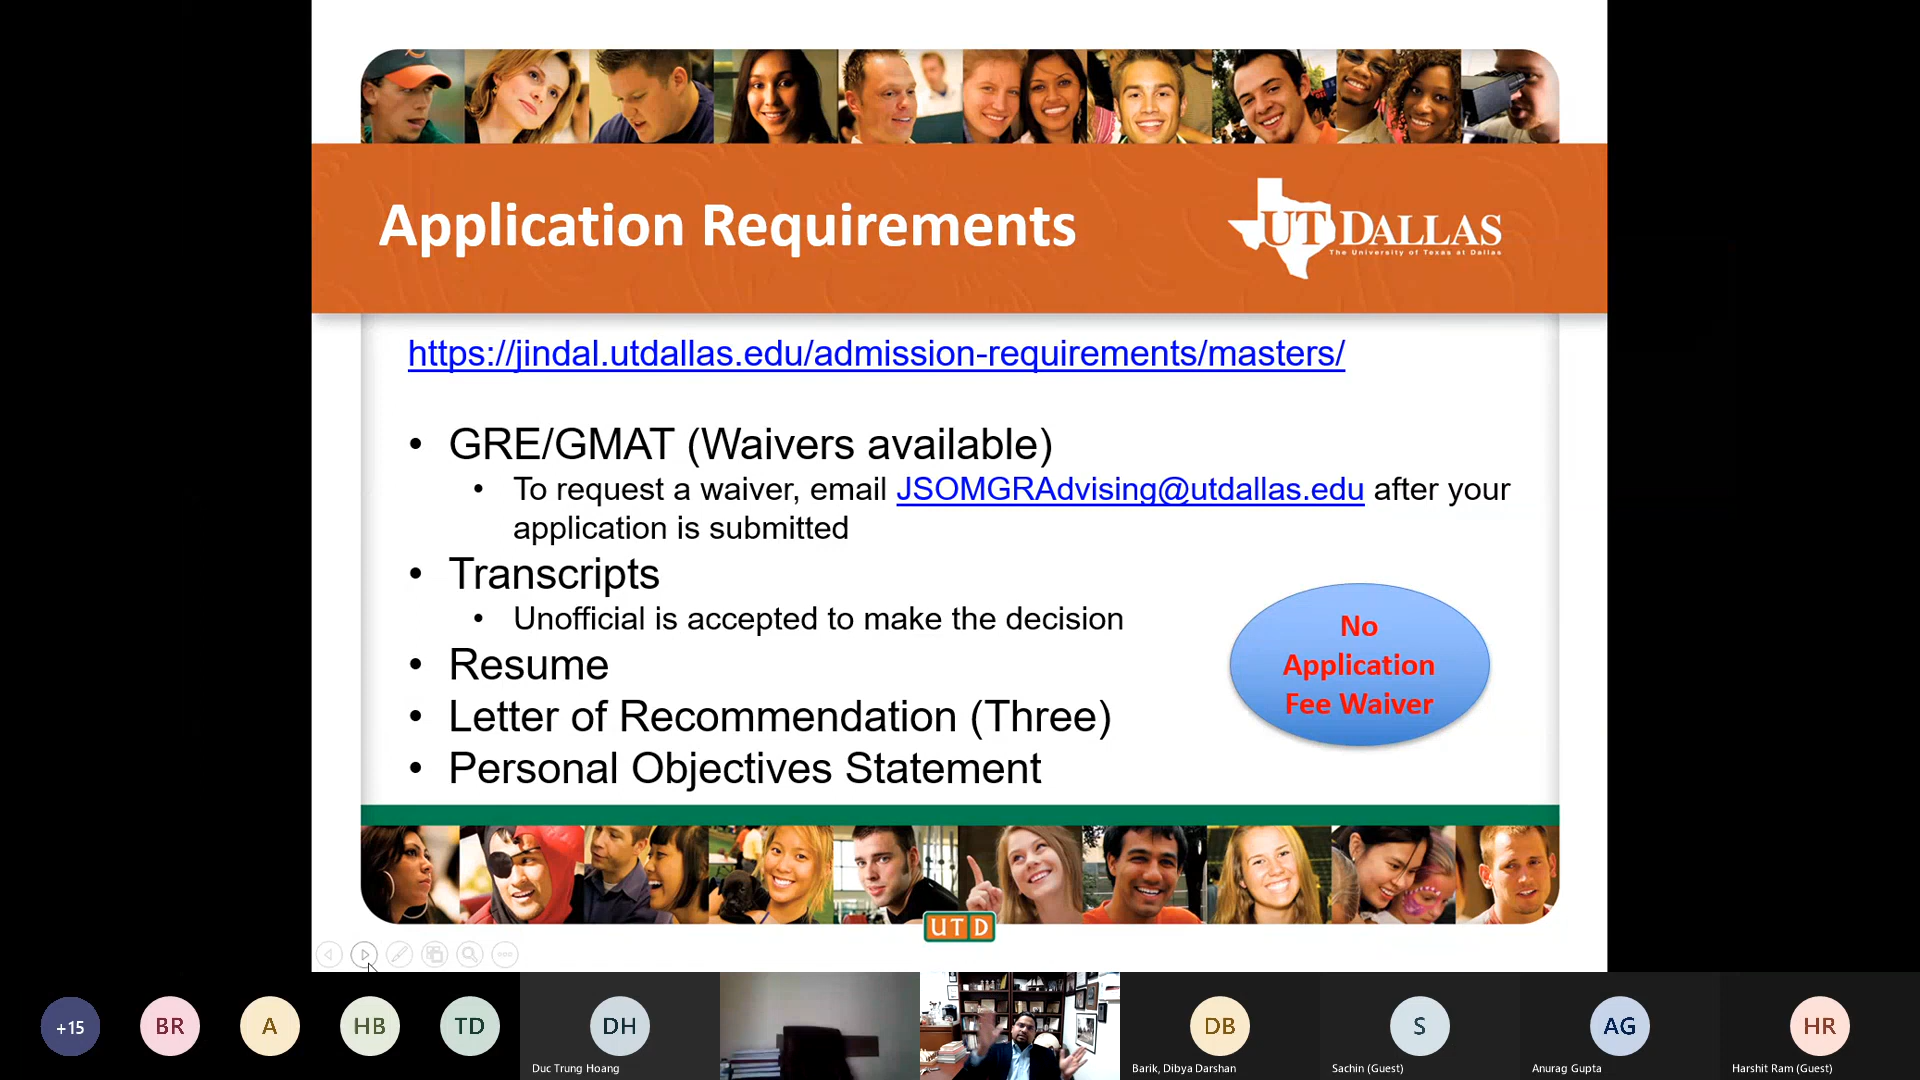 Application Requirements
UT DALLAS
The University of Texas at Dallas
https://jindal.utdallas.edu/admission-requirements/masters/
• GRE/GMAT (Waivers available)
• To request a waiver, email JSOMGRAdvising@utdallas.edu after your
application is submitted
• Transcripts
• Unofficial is accepted to make the decision
• Resume
• Letter of Recommendation (Three)
• Personal Objectives Statement
No
Application
Fee Waiver
UTD
+15
BR
A
HB
TD
DH
Duc Trung Hoang
DB
Barik, Dibya Darshan
S
Sachin (Guest)
AG
Anurag Gupta
HR
Harshit Ram (Guest)